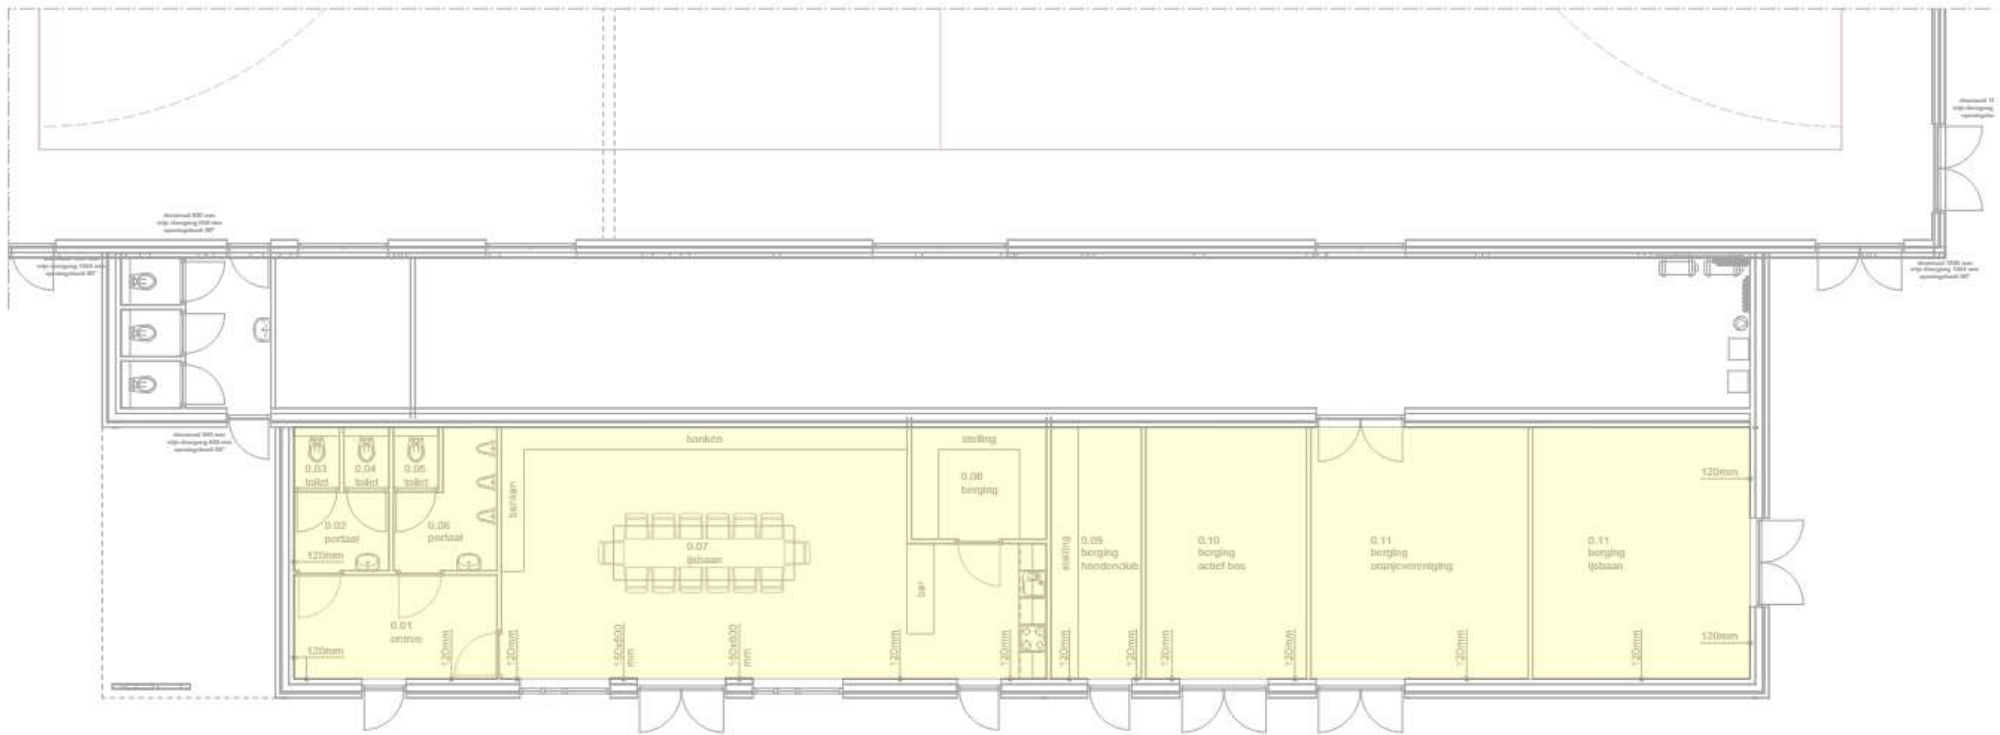 banken
stelling
0.03
toilet
0.04
toilet
0.05
toilet
0.08
berging
banken
120mm
0.02
portaal
0.06
portaal
120mm
0.07
ijsbaan
stelling
0.09
berging
hondenclub
0.10
berging
actief bos
0.11
berging
oranjevereniging
0.11
berging
ijsbaan
bar
0.01
entree
120mm
120mm
120mm
150x600
mm
150x600
mm
120mm
120mm
120mm
120mm
120mm
120mm
120mm
120mm
120mm